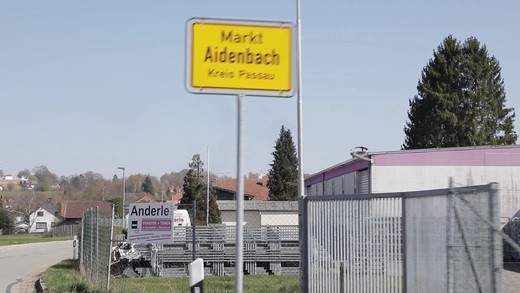 Markt
Aidenbach
Kreis Passau
Anderle